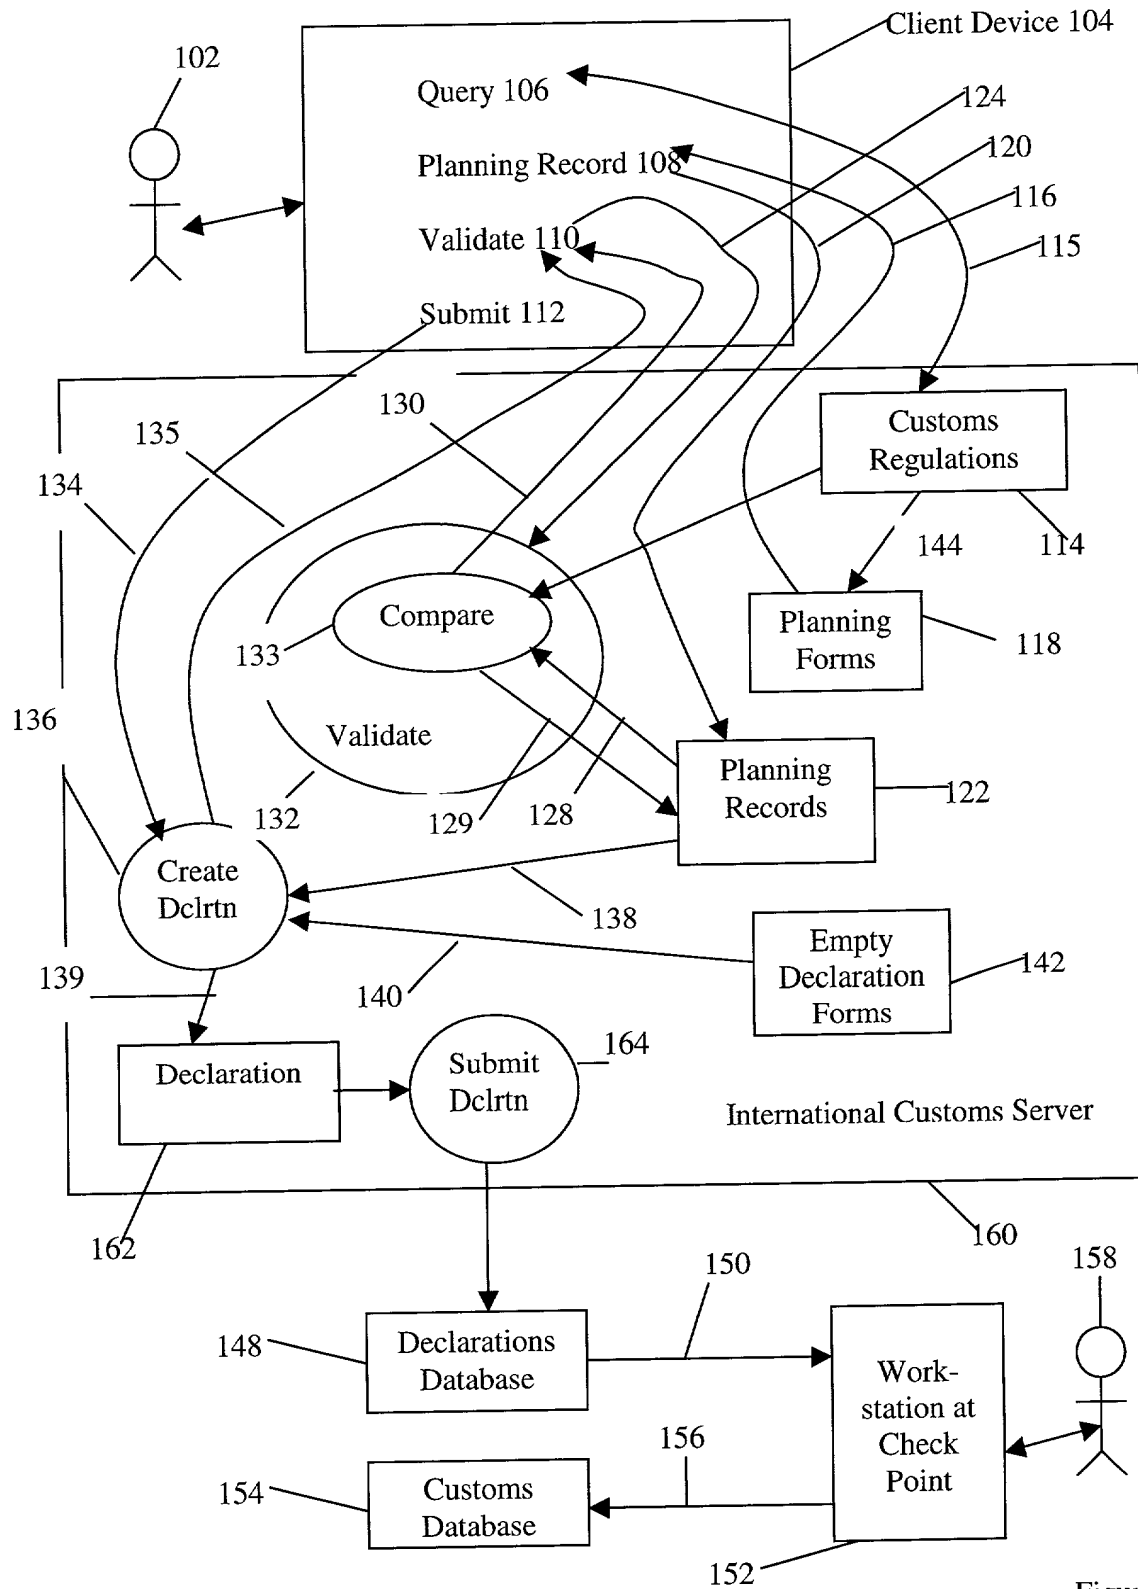 Client Device 104
102
Query 106
124
Planning Record 108
120
116
Validate 110
115
Submit 112
130
135
Customs
Regulations
134
144
114
Compare
Planning
Forms
118
133
136
Validate
Planning
Records
122
132
129
128
Create
Dclrtn
138
Empty
Declaration
Forms
142
139
140
Submit
Dclrtn
164
Declaration
International Customs Server
162
160
158
150
148
Declarations
Database
Work-
station at
Check
Point
156
154
Customs
Database
152